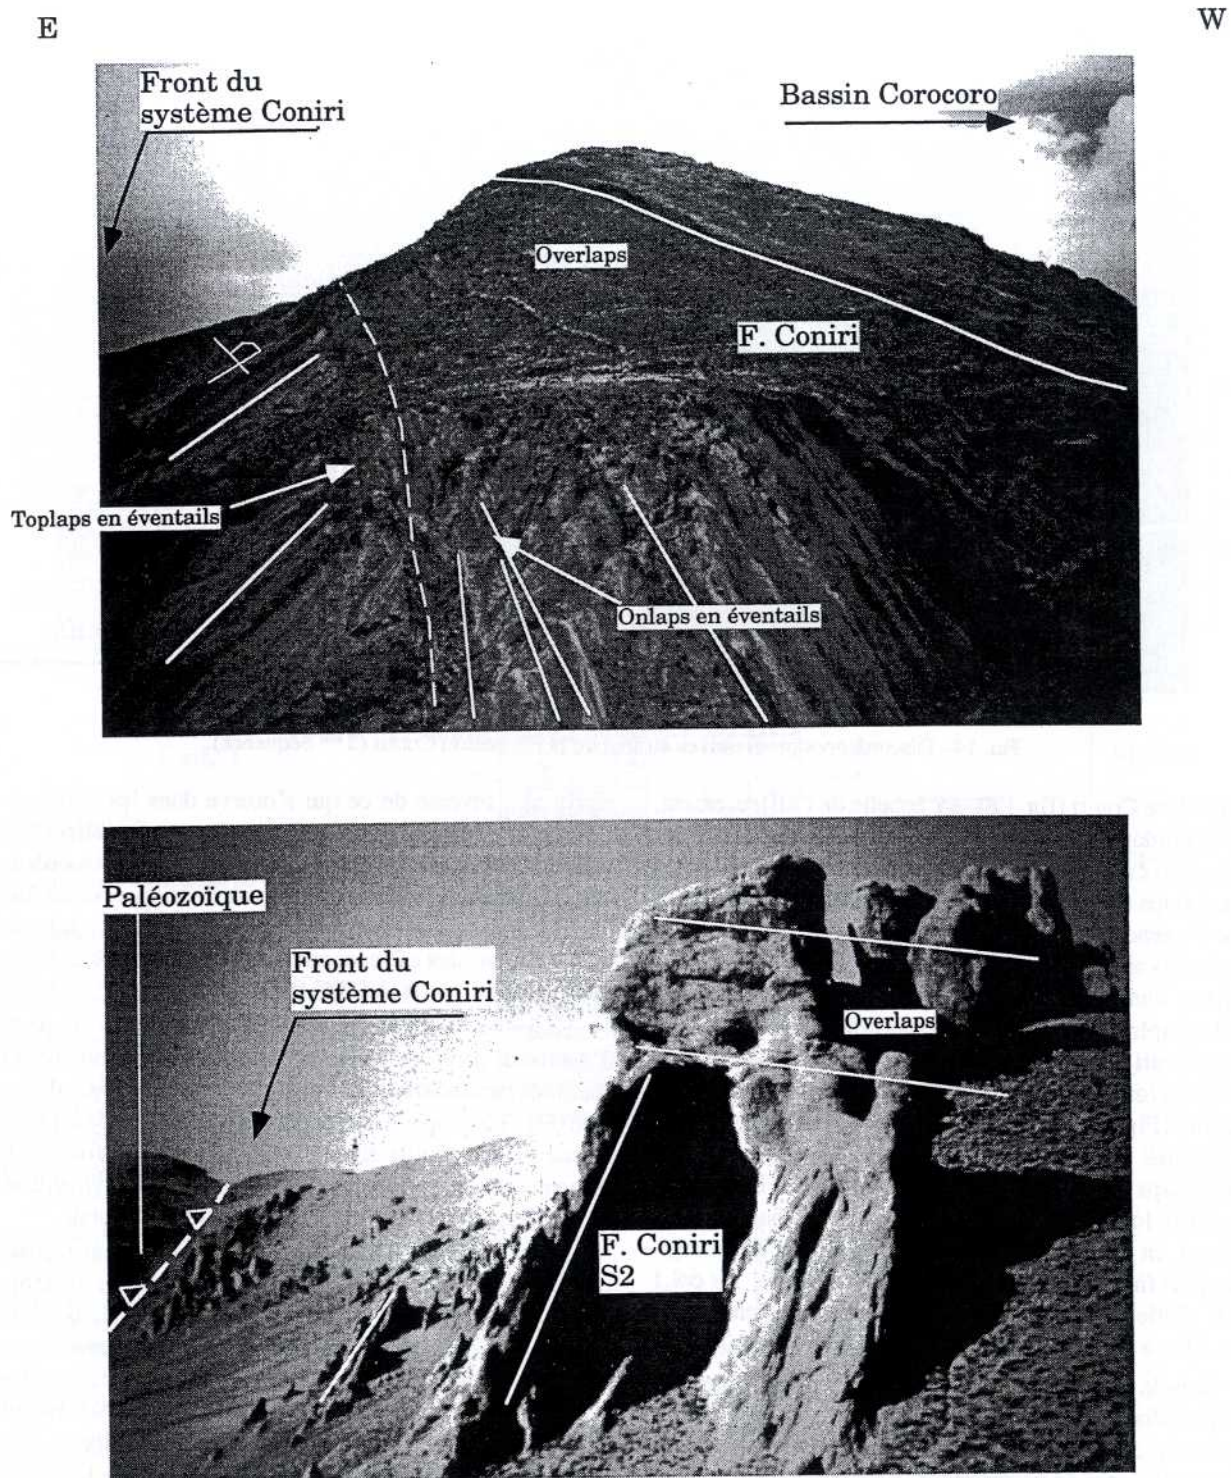 E
W
Front du
système Coniri
Bassin Corocoro
Overlaps
F. Coniri
Toplaps en éventails
Onlaps en éventails
Paléozoïque
Front du
système Coniri
Overlaps
F. Coniri
S2